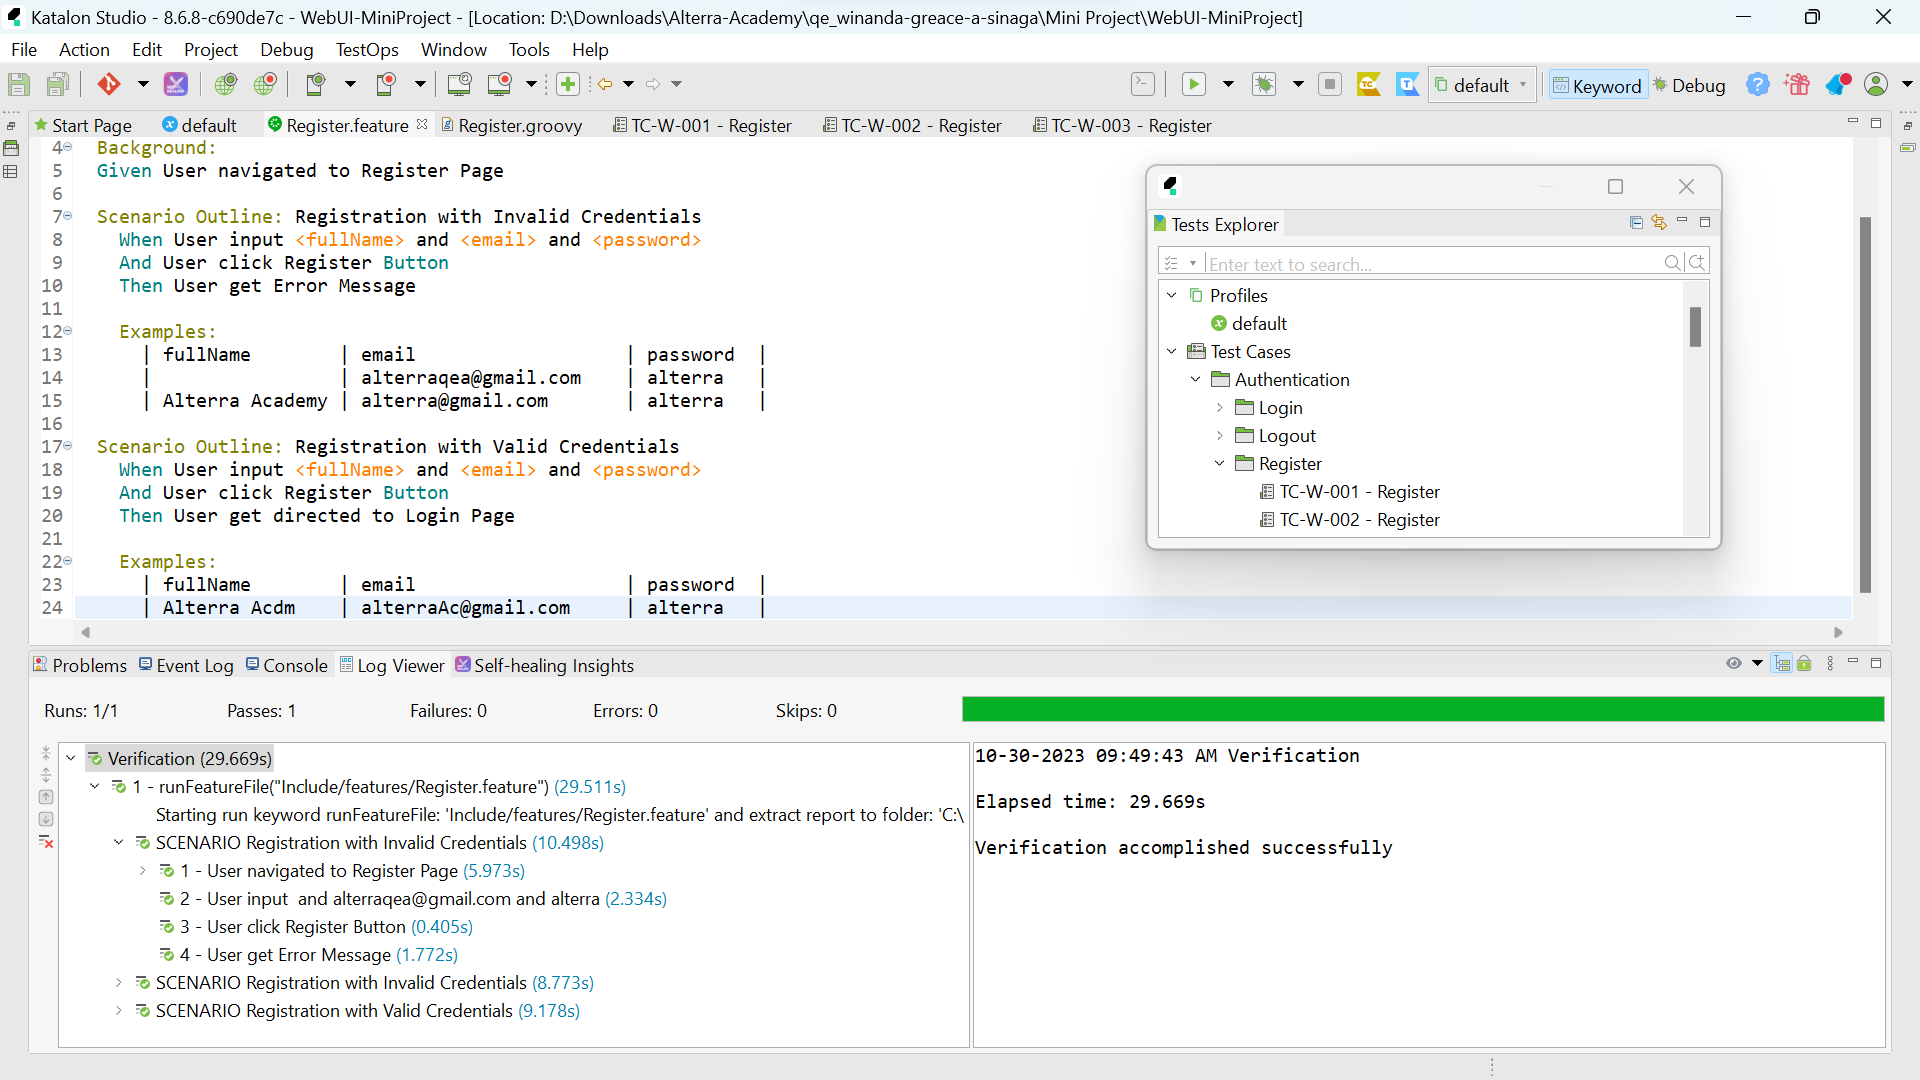 Katalon Studio - 8.6.8-c690de7c - WebUI-MiniProject - [Location: D:\Downloads\Alterra-Academy\qe_winanda-greace-a-sinaga\Mini Project\WebUI-MiniProject]
File Action Edit Project Debug TestOps Window Tools Help
default Keyword Debug
Start Page default Register.feature Register.groovy TC-W-001 - Register TC-W-002 - Register TC-W-003 - Register
4 Background:
5 Given User navigated to Register Page
6
7 Scenario Outline: Registration with Invalid Credentials
8 When User input <fullName> and <email> and <password>
9 And User click Register Button
10 Then User get Error Message
11
12 Examples:
13 | fullName | email | password |
14 | | alterraqea@gmail.com | alterra |
15 | Alterra Academy | alterra@gmail.com | alterra |
16
17 Scenario Outline: Registration with Valid Credentials
18 When User input <fullName> and <email> and <password>
19 And User click Register Button
20 Then User get directed to Login Page
21
22 Examples:
23 | fullName | email | password |
24 | Alterra Acdm | alterraAc@gmail.com | alterra |
Tests Explorer
Enter text to search...
Profiles
default
Test Cases
Authentication
Login
Logout
Register
TC-W-001 - Register
TC-W-002 - Register
Problems Event Log Console Log Viewer Self-healing Insights
Runs: 1/1 Passes: 1 Failures: 0 Errors: 0 Skips: 0
Verification (29.669s)
1 - runFeatureFile("Include/features/Register.feature") (29.511s)
Starting run keyword runFeatureFile: 'Include/features/Register.feature' and extract report to folder: 'C:\
SCENARIO Registration with Invalid Credentials (10.498s)
1 - User navigated to Register Page (5.973s)
2 - User input  and alterraqea@gmail.com and alterra (2.334s)
3 - User click Register Button (0.405s)
4 - User get Error Message (1.772s)
SCENARIO Registration with Invalid Credentials (8.773s)
SCENARIO Registration with Valid Credentials (9.178s)
10-30-2023 09:49:43 AM Verification
Elapsed time: 29.669s
Verification accomplished successfully